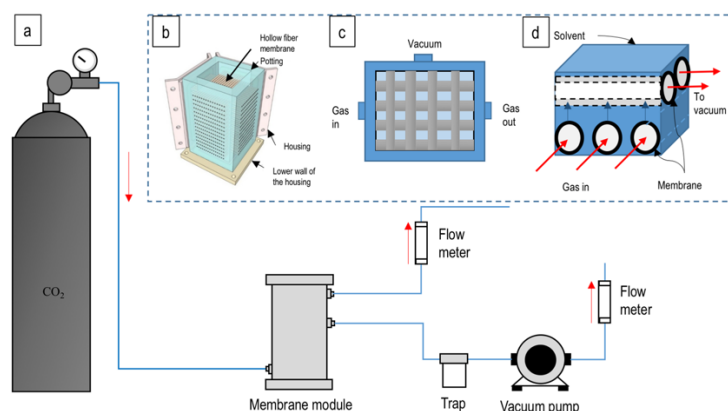 a
CO2
Membrane module
Flow
meter
Trap
Vacuum pump
Flow
meter
b
Hollow fiber
membrane
Potting
Housing
Lower wall of
the housing
c
Vacuum
Gas
in
Gas
out
d
Solvent
To
vacuum
Gas in
Membrane